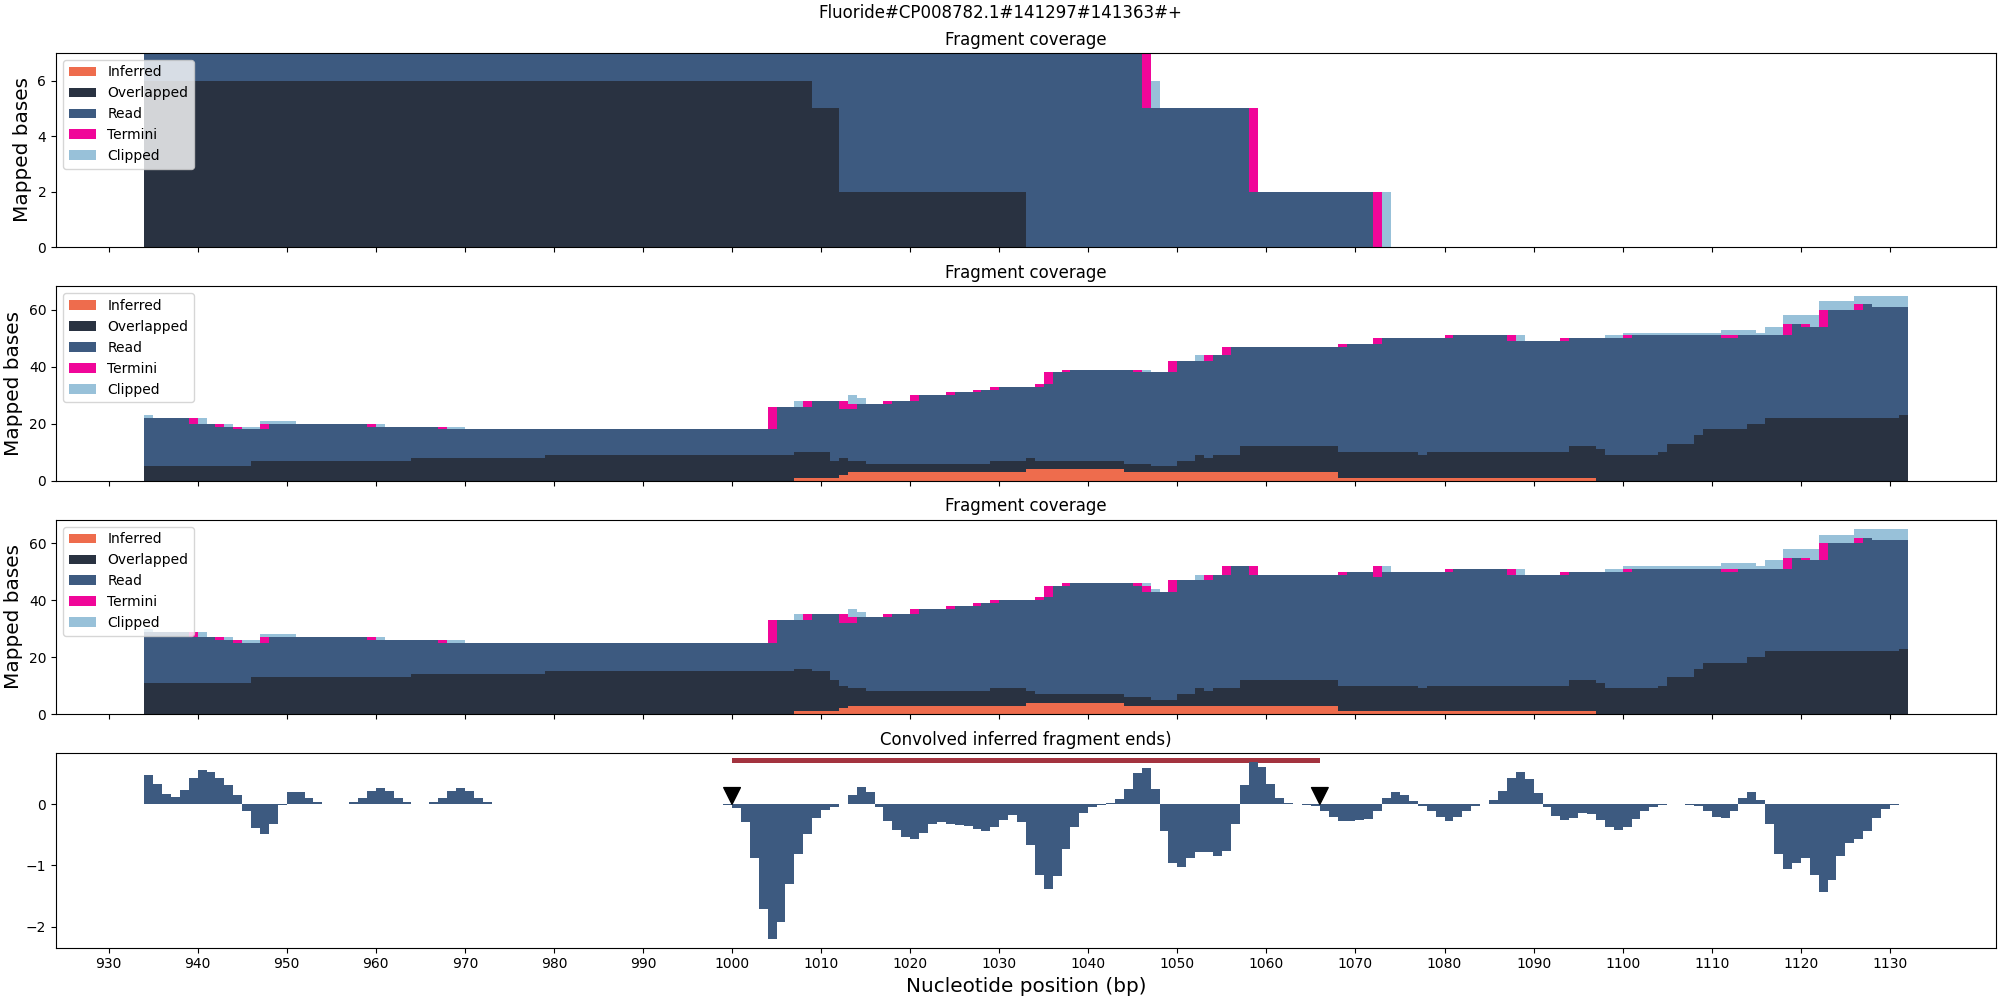 Fluoride#CP008782.1#141297#141363#+
Fragment coverage
Mapped bases
6
4
2
0
Inferred
Overlapped
Read
Termini
Clipped
Fragment coverage
Mapped bases
60
40
20
0
Inferred
Overlapped
Read
Termini
Clipped
Fragment coverage
Mapped bases
60
40
20
0
Inferred
Overlapped
Read
Termini
Clipped
Convolved inferred fragment ends)
0
−1
−2
930 940 950 960 970 980 990 1000 1010 1020 1030 1040 1050 1060 1070 1080 1090 1100 1110 1120 1130
Nucleotide position (bp)